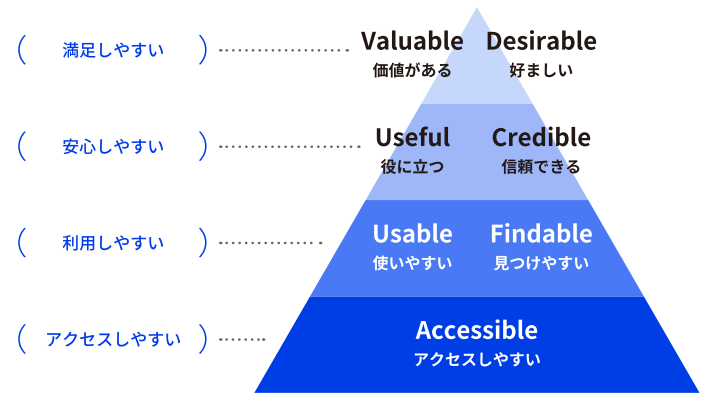 （ 満足しやすい ）
Valuable Desirable
価値がある 好ましい
（ 安心しやすい ）
Useful Credible
役に立つ 信頼できる
（ 利用しやすい ）
Usable Findable
使いやすい 見つけやすい
（ アクセスしやすい ）
Accessible
アクセスしやすい